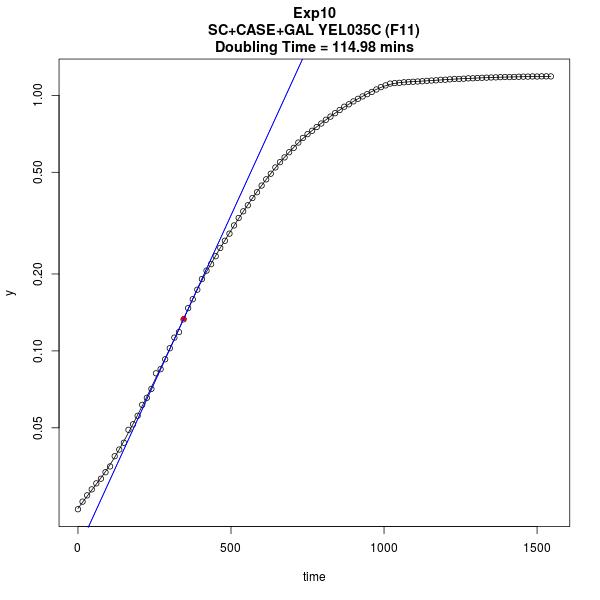 Exp10
SC+CASE+GAL YEL035C (F11)
Doubling Time = 114.98 mins
1.00
0.50
0.20
0.10
0.05
y
0
500
1000
1500
time